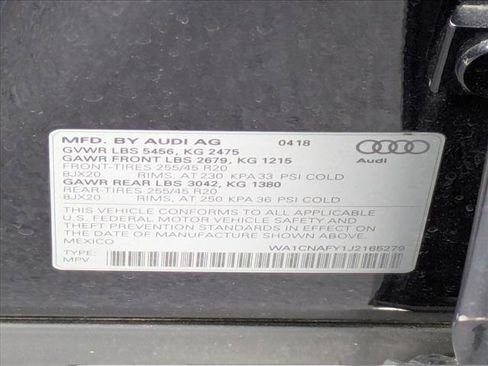 MFD. BY AUDI AG 0418
GVWR LBS 5456, KG 2475
GAWR FRONT LBS 2679, KG 1215
FRONT-TIRES 255/45 R20
8JX20 RIMS, AT 230 KPA 33 PSI COLD
GAWR REAR LBS 3042, KG 1380
REAR-TIRES 255/45 R20
8JX20 RIMS, AT 250 KPA 36 PSI COLD
Audi
THIS VEHICLE CONFORMS TO ALL APPLICABLE
U.S. FEDERAL MOTOR VEHICLE SAFETY AND
THEFT PREVENTION STANDARDS IN EFFECT ON
THE DATE OF MANUFACTURE SHOWN ABOVE
MEXICO WA1CNAFY1J2165279
TYPE:
MPV